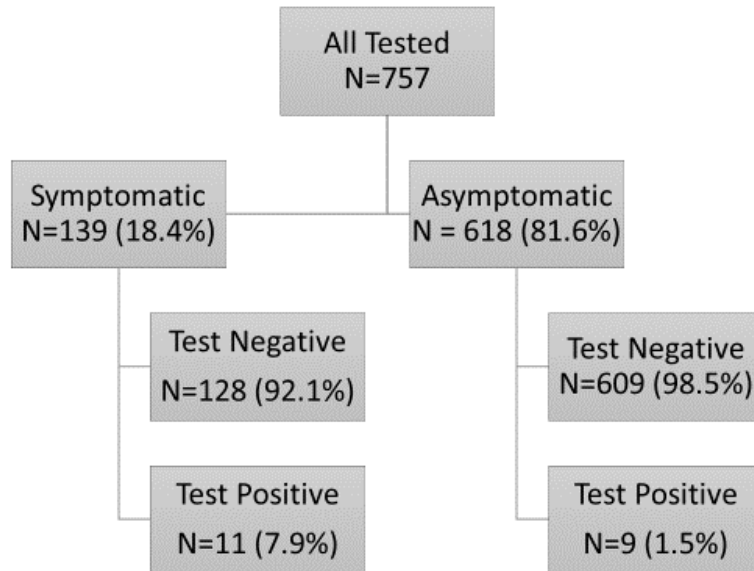 All Tested
N=757
Symptomatic
N=139 (18.4%)
Asymptomatic
N = 618 (81.6%)
Test Negative
N=128 (92.1%)
Test Negative
N=609 (98.5%)
Test Positive
N=11 (7.9%)
Test Positive
N=9 (1.5%)